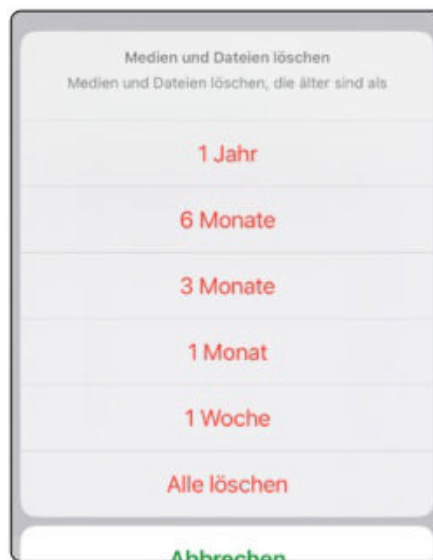 Medien und Dateien löschen
Medien und Dateien löschen, die älter sind als
1 Jahr
6 Monate
3 Monate
1 Monat
1 Woche
Alle löschen
Abbrechen